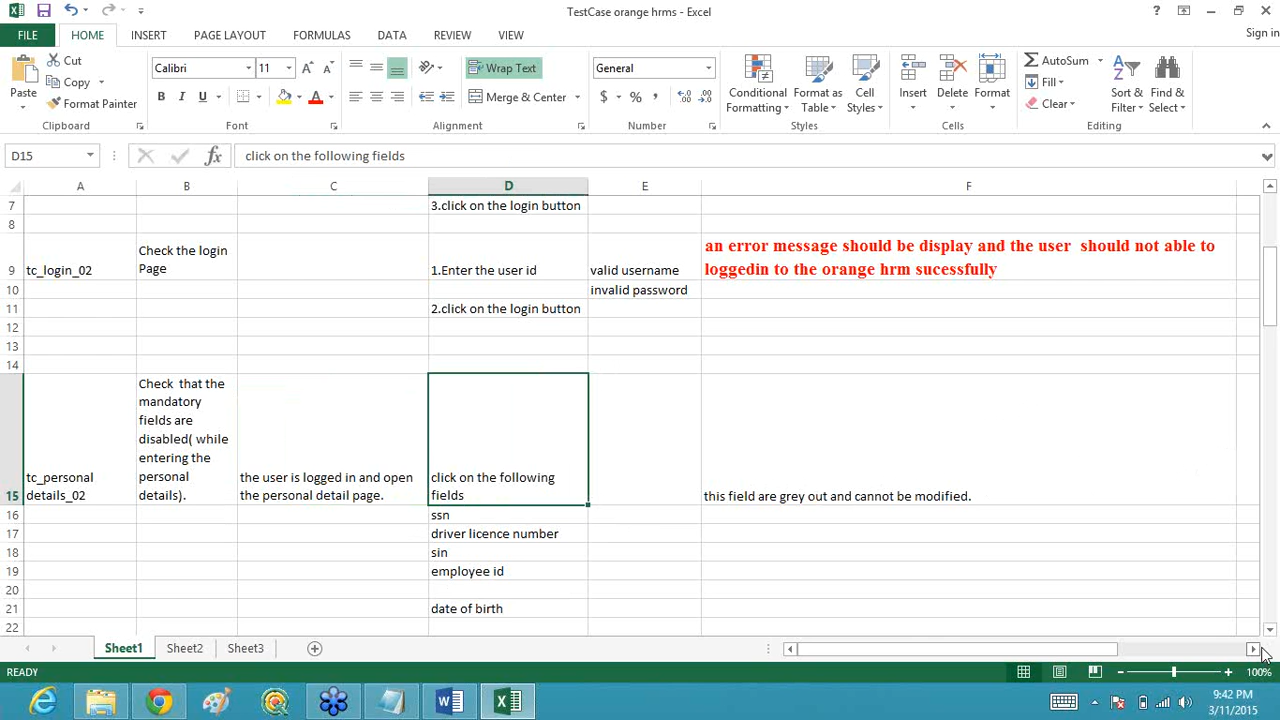 TestCase orange hrms - Excel
?
FILE
HOME
INSERT
PAGE LAYOUT
FORMULAS
DATA
REVIEW
VIEW
Sign in
Paste
Cut
Copy
Format Painter
Clipboard
Calibri
11
B I U
A
Font
Wrap Text
Merge & Center
Alignment
General
$ % ,
Number
Conditional Formatting
Format as Table
Cell Styles
Styles
Insert
Delete
Format
Cells
AutoSum
Fill
Clear
Sort & Filter
Find & Select
Editing
D15
fx
click on the following fields
A B C D E F
7 3.click on the login button
8
Check the login
Page
an error message should be display and the user should not able to
loggedin to the orange hrm sucessfully
9 tc_login_02 1.Enter the user id valid username
10 invalid password
11 2.click on the login button
12
13
14
Check that the
mandatory
fields are
disabled( while
entering the
personal
details).
tc_personal
details_02
the user is logged in and open
the personal detail page.
click on the following
fields
15 this field are grey out and cannot be modified.
16 ssn
17 driver licence number
18 sin
19 employee id
20
21 date of birth
22
Sheet1 Sheet2 Sheet3
READY
100%
9:42 PM
3/11/2015